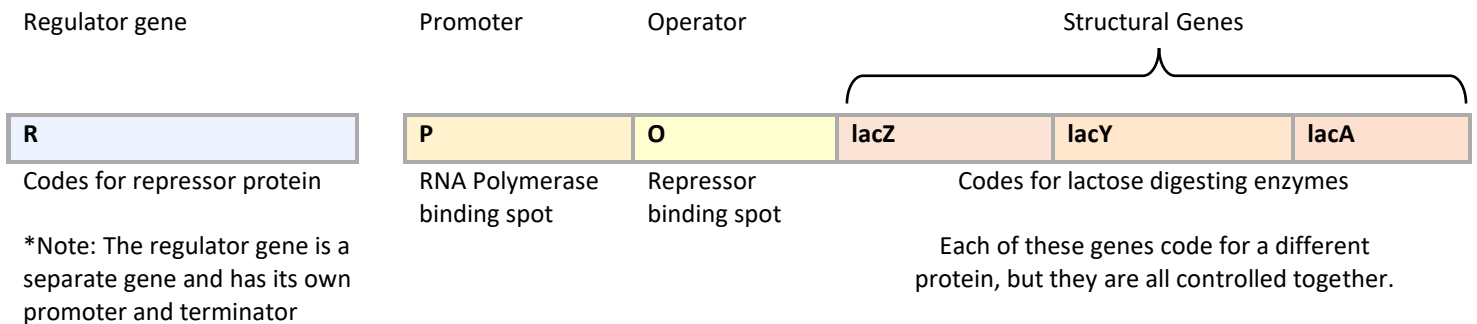 Regulator gene
Promoter
Operator
Structural Genes
R
P
O
lacZ
lacY
lacA
Codes for repressor protein
RNA Polymerase
binding spot
Repressor
binding spot
Codes for lactose digesting enzymes
*Note: The regulator gene is a
separate gene and has its own
promoter and terminator
Each of these genes code for a different
protein, but they are all controlled together.